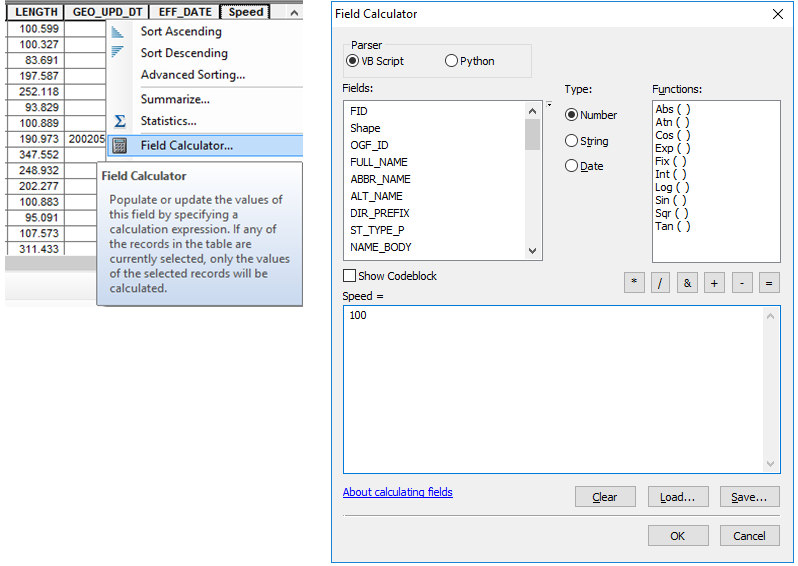 LENGTH GEO_UPD_DT EFF_DATE Speed
100.599
100.327
83.691
197.587
252.118
93.829
100.889
190.973 200205
347.552
248.932
202.277
100.883
95.091
107.573
311.433
Sort Ascending
Sort Descending
Advanced Sorting...
Summarize...
Σ Statistics...
Field Calculator...
Field Calculator
Populate or update the values of
this field by specifying a
calculation expression. If any of
the records in the table are
currently selected, only the values
of the selected records will be
calculated.
Field Calculator
Parser
VB Script Python
Fields:
FID
Shape
OGF_ID
FULL_NAME
ABBR_NAME
ALT_NAME
DIR_PREFIX
ST_TYPE_P
NAME_BODY
Type:
Number
String
Date
Functions:
Abs ( )
Atn ( )
Cos ( )
Exp ( )
Fix ( )
Int ( )
Log ( )
Sin ( )
Sqr ( )
Tan ( )
Show Codeblock
* / & + - =
Speed =
100
About calculating fields
Clear Load... Save...
OK Cancel